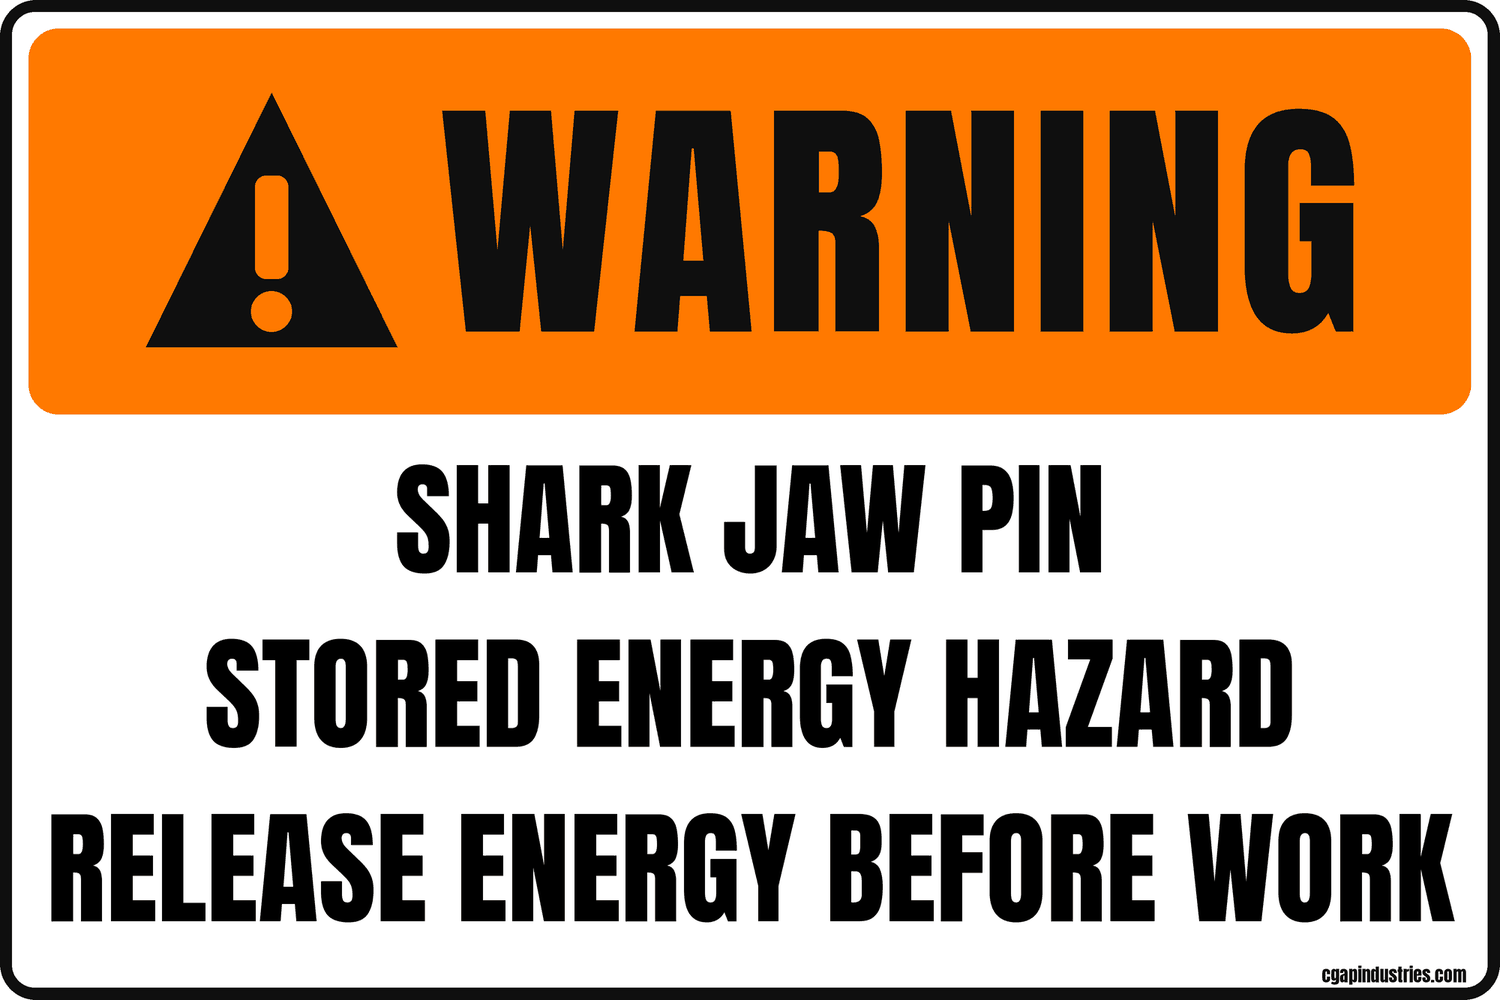 WARNING
SHARK JAW PIN
STORED ENERGY HAZARD
RELEASE ENERGY BEFORE WORK
cgapindustries.com